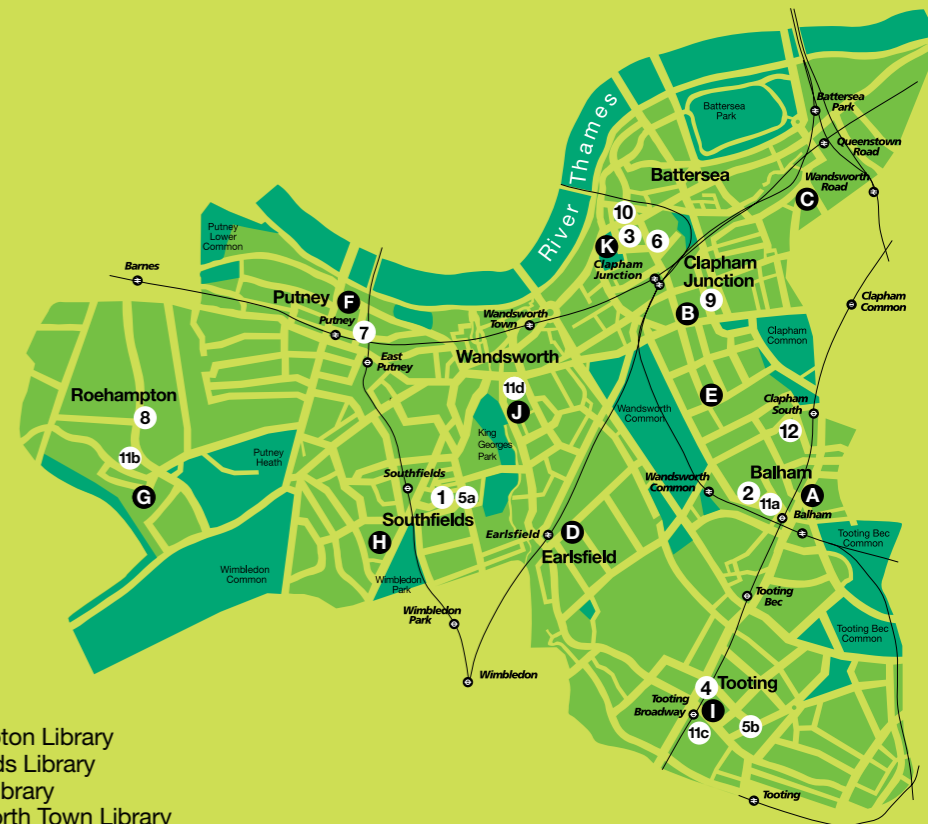 Battersea
Park
Queenstown
Road
Wandsworth
Road
Battersea
Park
River Thames
Battersea
C
10
3
6
K
Clapham
Junction
Clapham
Junction
9
B
Clapham
Common
Clapham
Common
Putney
Lower
Common
Barnes
Putney
F
Putney
7
East
Putney
Wandsworth
Town
Wandsworth
11d
J
King
Georges
Park
Wandsworth
Common
E
Clapham
South
12
Roehampton
8
11b
G
Putney
Heath
Southfields
1
5a
Southfields
H
Wimbledon
Common
Wimbledon
Park
Wimbledon
Park
Wimbledon
Earlsfield
D
Earlsfield
Wandsworth
Common
Balham
2
11a
A
Balham
Tooting Bec
Common
Tooting
Bec
Tooting Bec
Common
4
Tooting
Tooting
Broadway
I
11c
5b
Tooting
ton Library
ds Library
ibrary
orth Town Library